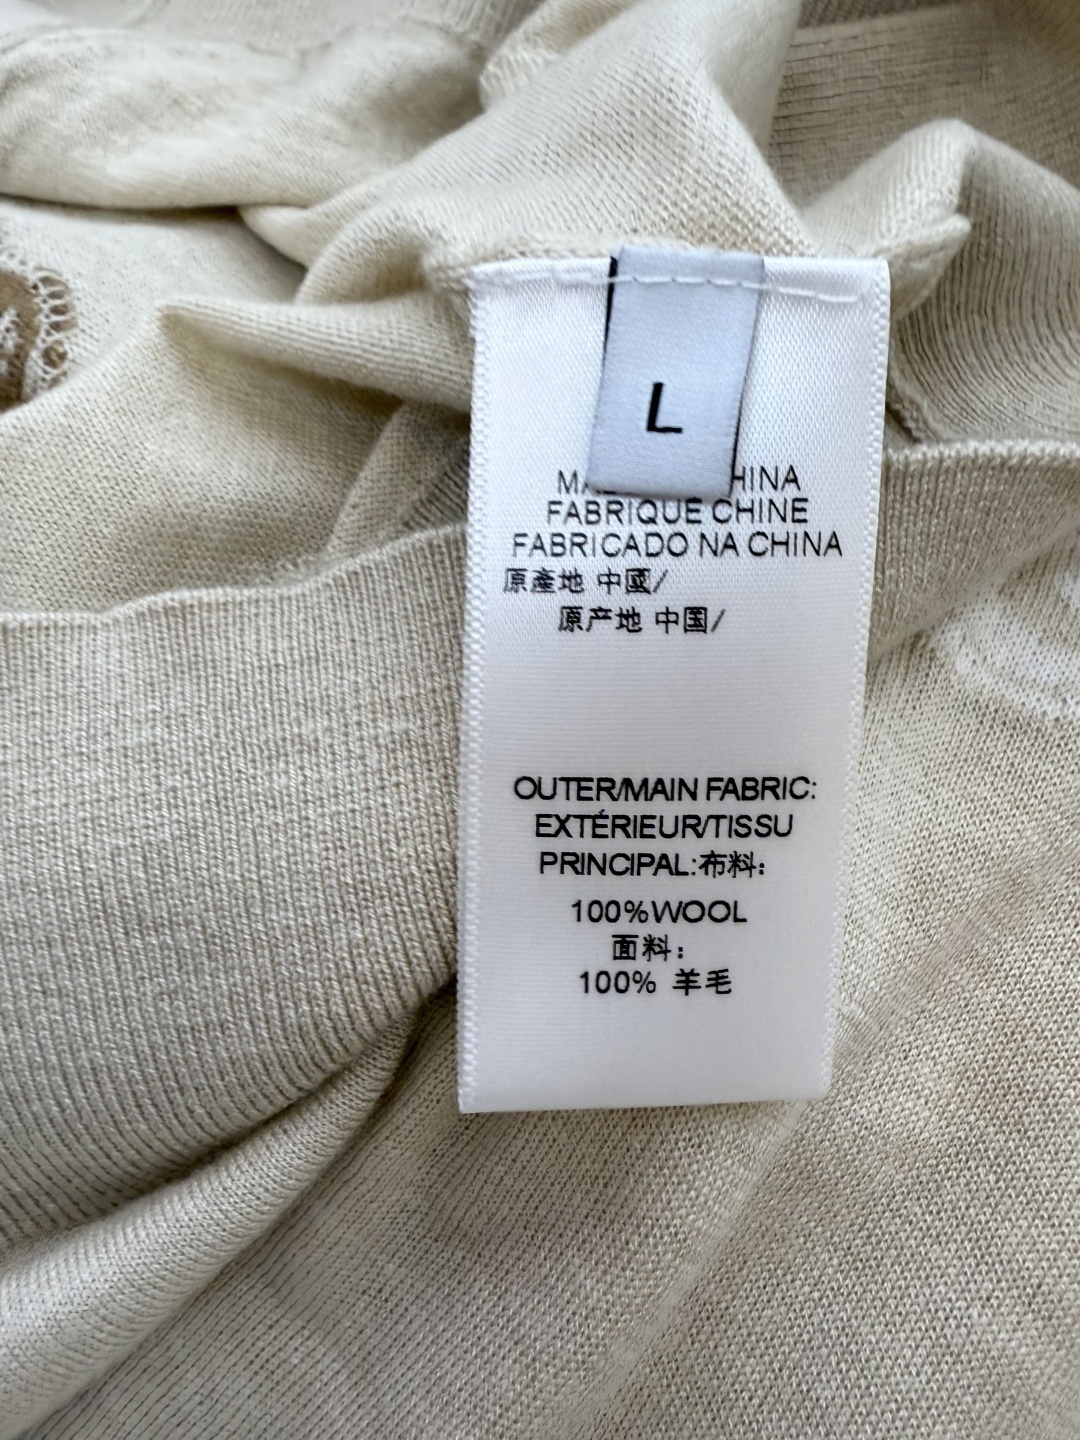 L
FABRIQUE CHINE
FABRICADO NA CHINA
原產地 中國/
原产地 中国/
OUTER/MAIN FABRIC:
EXTÉRIEUR/TISSU
PRINCIPAL:布料:
100%WOOL
面料:
100% 羊毛